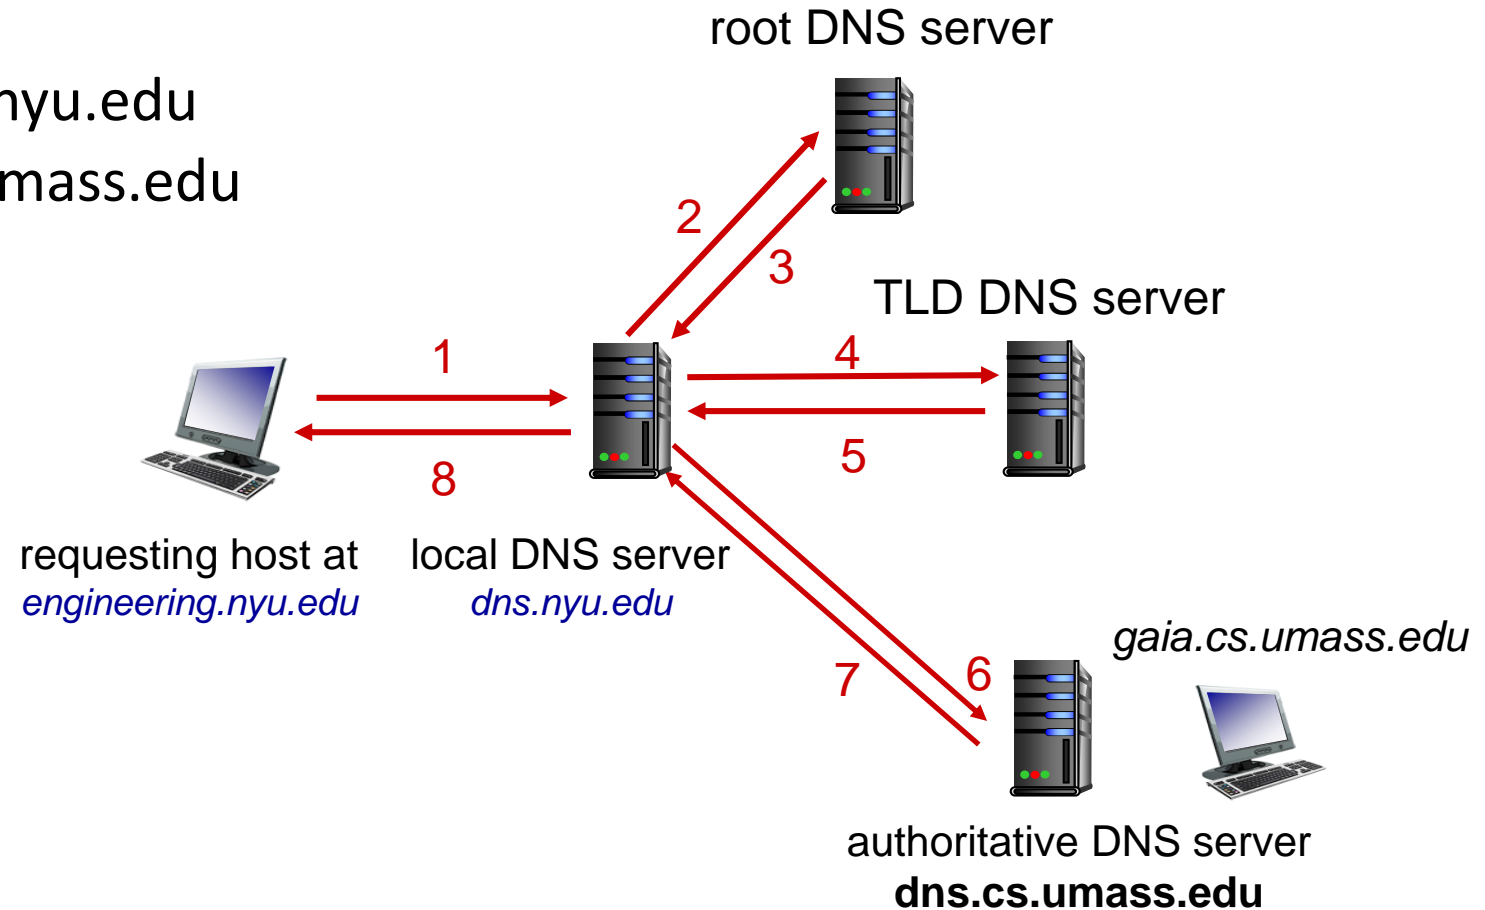 root DNS server
nyu.edu
mass.edu
2
3
TLD DNS server
1
4
5
8
requesting host at
engineering.nyu.edu
local DNS server
dns.nyu.edu
gaia.cs.umass.edu
7
6
authoritative DNS server
dns.cs.umass.edu